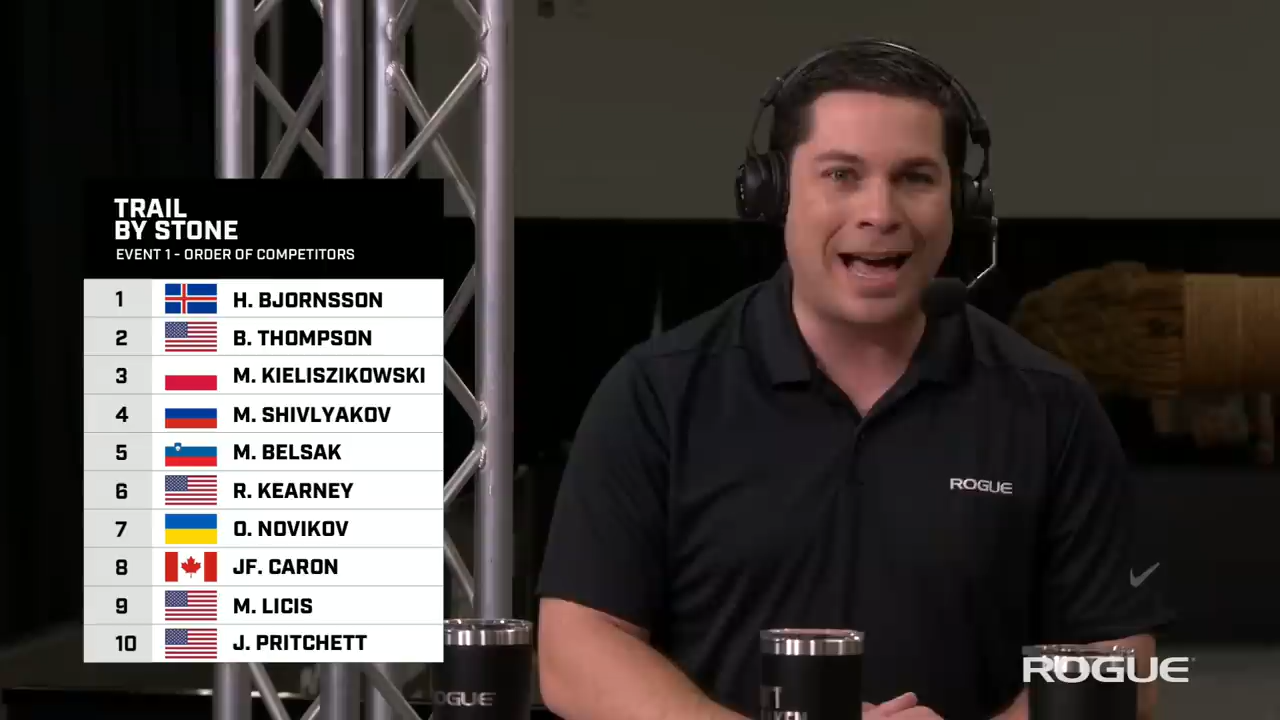 TRAIL
BY STONE
EVENT 1 - ORDER OF COMPETITORS
1 H. BJORNSSON
2 B. THOMPSON
3 M. KIELISZIKOWSKI
4 M. SHIVLYAKOV
5 M. BELSAK
6 R. KEARNEY
7 O. NOVIKOV
8 JF. CARON
9 M. LICIS
10 J. PRITCHETT
ROGUE
OGUE
ROGUE